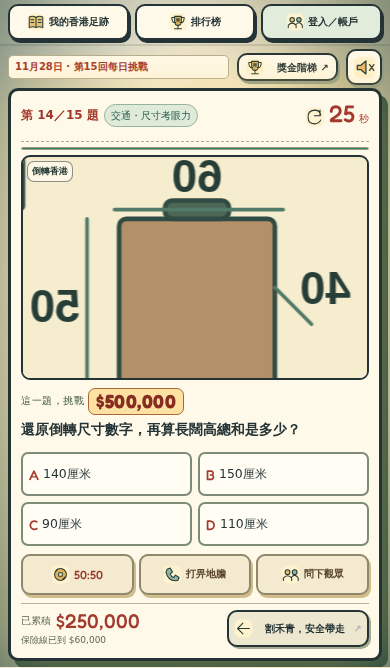 我的香港足跡
排行榜
登入／帳戶
11月28日 · 第15回每日挑戰
獎金階梯 ↗
第 14／15 題
交通 · 尺寸考眼力
25 秒
倒轉香港
60
50
40
這一題，挑戰 $500,000
還原倒轉尺寸數字，再算長闊高總和是多少？
A 140厘米
B 150厘米
C 90厘米
D 110厘米
50:50
打畀地膽
問下觀眾
已累積 $250,000
保險線已到 $60,000
割禾青，安全帶走 ↗